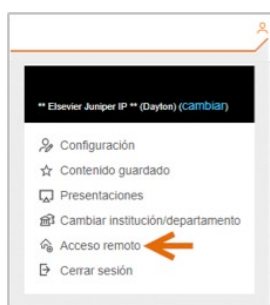 ** Elsevier Juniper IP ** (Dayton) (cambiar)
Configuración
Contenido guardado
Presentaciones
Cambiar institución/departamento
Acceso remoto
Cerrar sesión